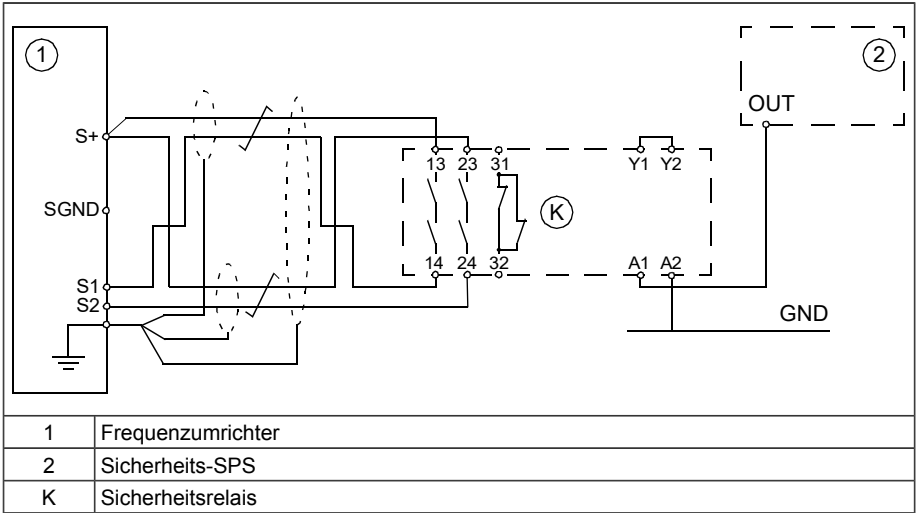 1
2
OUT
S+
13 23 31
Y1 Y2
SGND
K
14 24 32
A1 A2
S1
S2
GND
1 Frequenzumrichter
2 Sicherheits-SPS
K Sicherheitsrelais